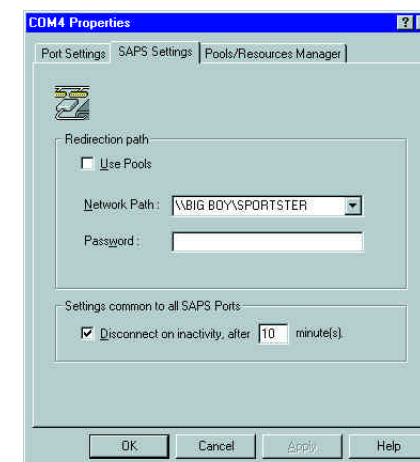 COM4 Properties
?
Port Settings SAPS Settings Pools/Resources Manager
Redirection path
Use Pools
Network Path : \\BIG BOY\SPORTSTER
Password :
Settings common to all SAPS Ports
Disconnect on inactivity, after 10 minute(s).
OK Cancel Apply Help